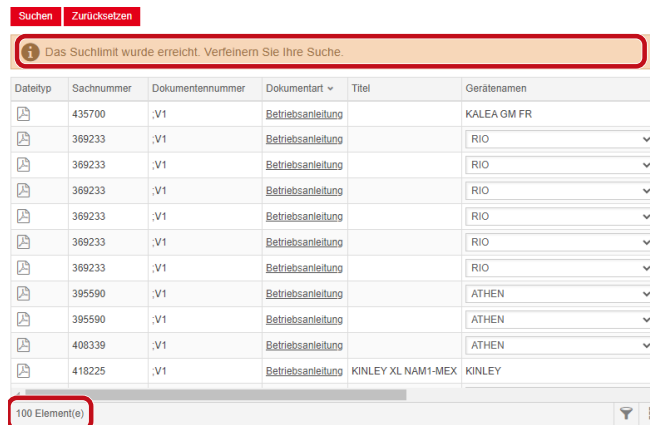 Suchen Zurücksetzen
Das Suchlimit wurde erreicht. Verfeinern Sie Ihre Suche.
Dateityp Sachnummer Dokumentennummer Dokumentart Titel Gerätenamen
435700 ;V1 Betriebsanleitung KALEA GM FR
369233 ;V1 Betriebsanleitung RIO
369233 ;V1 Betriebsanleitung RIO
369233 ;V1 Betriebsanleitung RIO
369233 ;V1 Betriebsanleitung RIO
369233 ;V1 Betriebsanleitung RIO
369233 ;V1 Betriebsanleitung RIO
395590 ;V1 Betriebsanleitung ATHEN
395590 ;V1 Betriebsanleitung ATHEN
408339 ;V1 Betriebsanleitung ATHEN
418225 ;V1 Betriebsanleitung KINLEY XL NAM1-MEX KINLEY
100 Element(e)